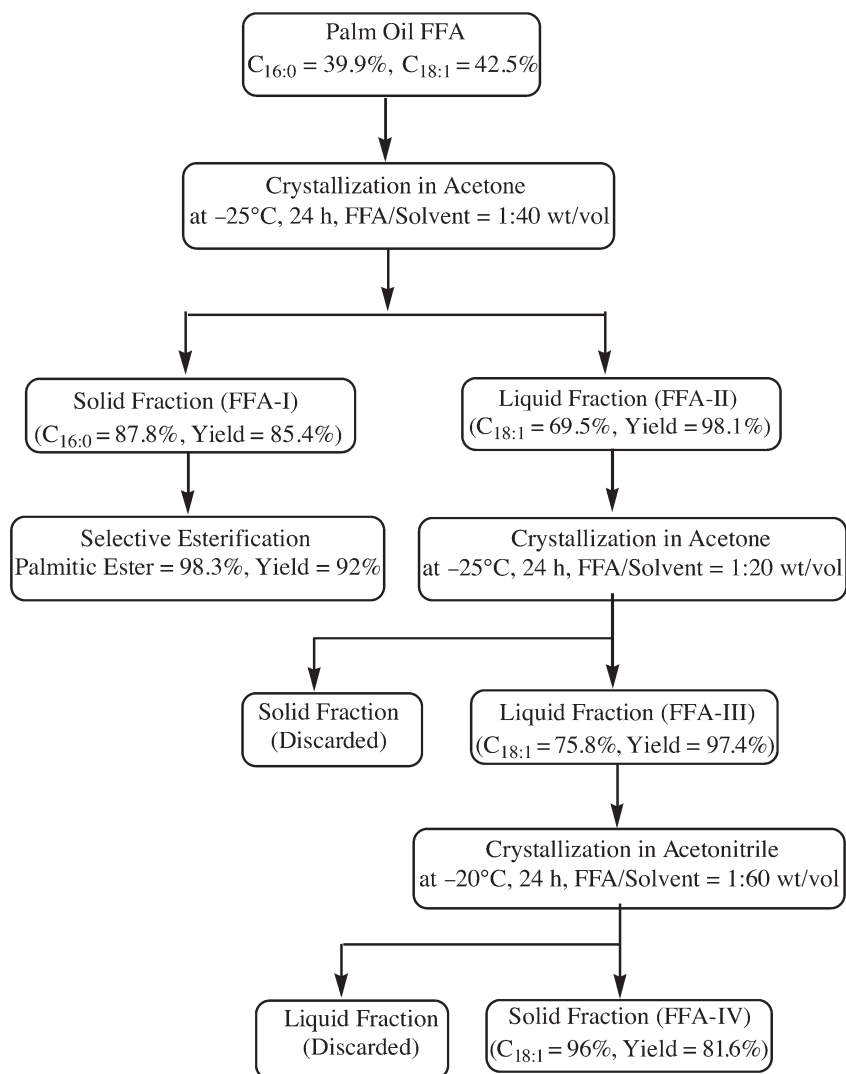 Palm Oil FFA
C₁₆:₀ = 39.9%, C₁₈:₁ = 42.5%
Crystallization in Acetone
at –25°C, 24 h, FFA/Solvent = 1:40 wt/vol
Solid Fraction (FFA-I)
(C₁₆:₀ = 87.8%, Yield = 85.4%)
Liquid Fraction (FFA-II)
(C₁₈:₁ = 69.5%, Yield = 98.1%)
Selective Esterification
Palmitic Ester = 98.3%, Yield = 92%
Crystallization in Acetone
at –25°C, 24 h, FFA/Solvent = 1:20 wt/vol
Solid Fraction
(Discarded)
Liquid Fraction (FFA-III)
(C₁₈:₁ = 75.8%, Yield = 97.4%)
Crystallization in Acetonitrile
at –20°C, 24 h, FFA/Solvent = 1:60 wt/vol
Liquid Fraction
(Discarded)
Solid Fraction (FFA-IV)
(C₁₈:₁ = 96%, Yield = 81.6%)